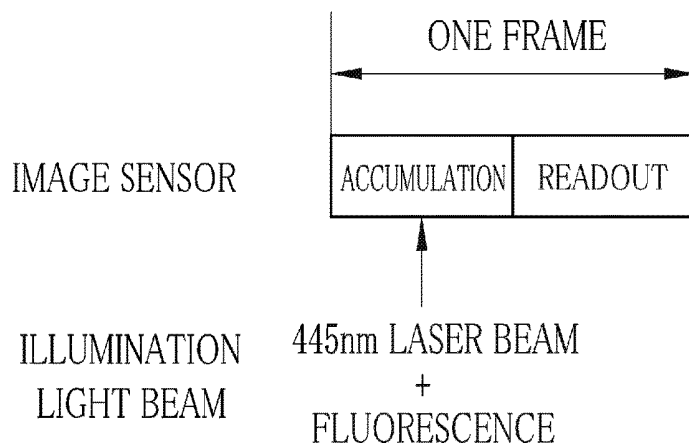 ONE FRAME
IMAGE SENSOR
ACCUMULATION
READOUT
ILLUMINATION
LIGHT BEAM
445nm LASER BEAM
+
FLUORESCENCE